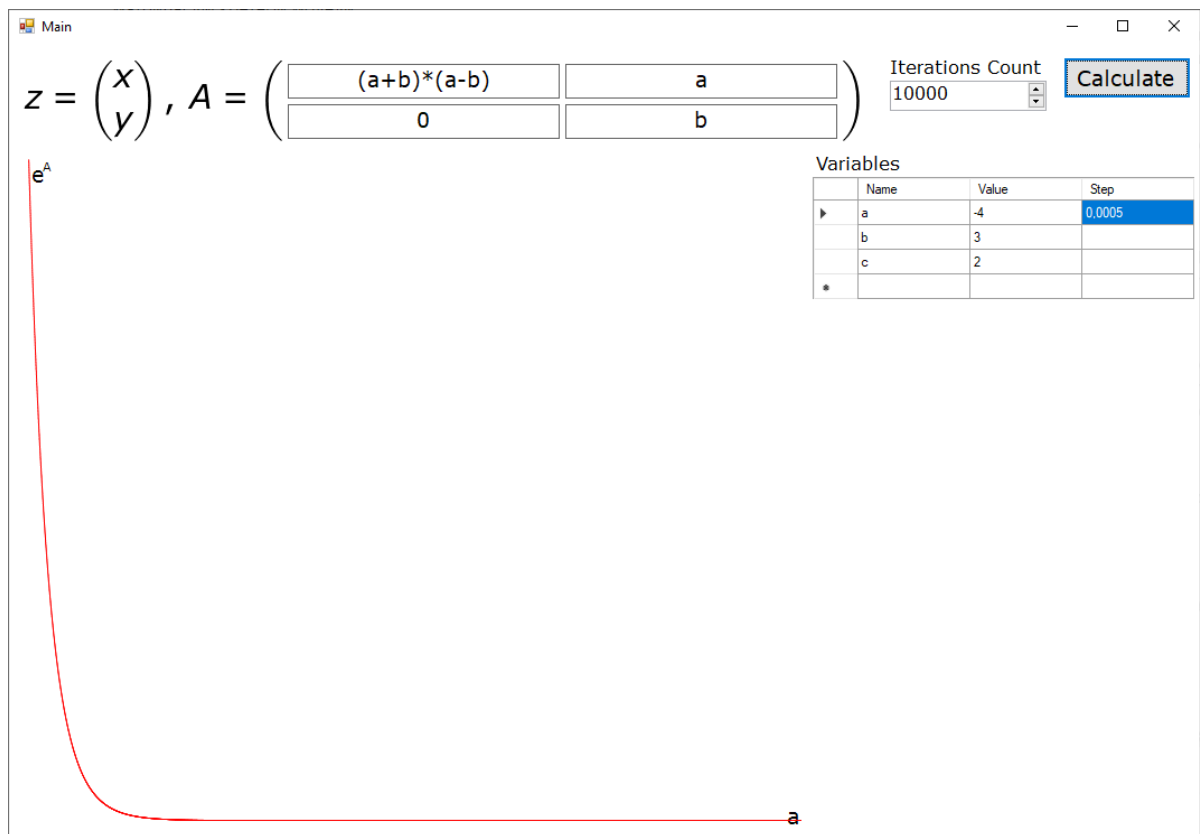 Main
z = (x y) , A = ( (a+b)*(a-b) a
0 b )
Iterations Count
10000
Calculate
Variables
Name Value Step
a -4 0,0005
b 3
c 2
e^A
a